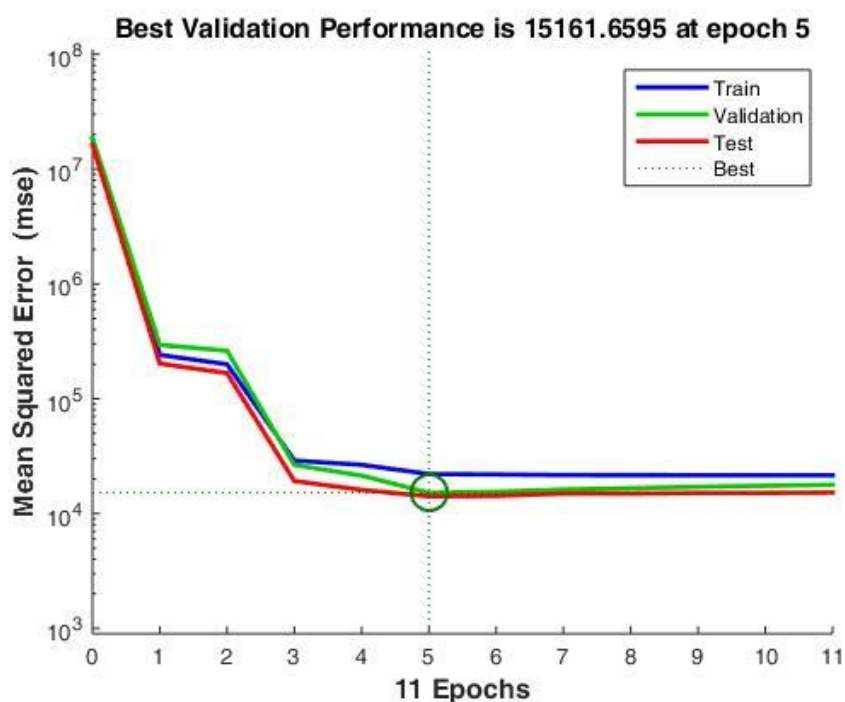 Best Validation Performance is 15161.6595 at epoch 5
10^8
10^7
10^6
10^5
10^4
10^3
Mean Squared Error (mse)
Train
Validation
Test
Best
0 1 2 3 4 5 6 7 8 9 10 11
11 Epochs